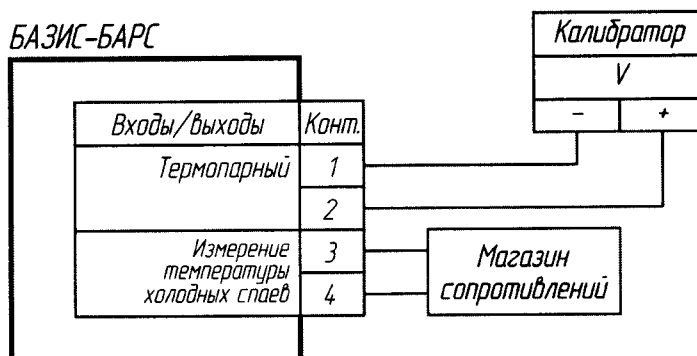 БАЗИС-БАРС
Калибратор
V
- +
Входы/выходы Конт.
Термопарный 1
2
Измерение
температуры
холодных спаев
3
4
Магазин
сопротивлений